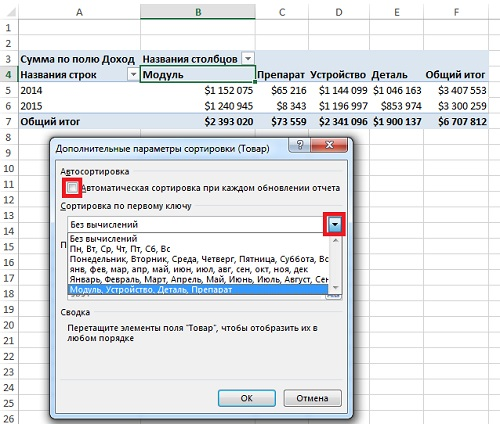 A B C D E F
1
2
3 Сумма по полю Доход Названия столбцов
4 Названия строк Модуль Препарат Устройство Деталь Общий итог
5 2014 $1 152 075 $65 216 $1 144 099 $1 046 163 $3 407 553
6 2015 $1 240 945 $8 343 $1 196 997 $853 974 $3 300 259
7 Общий итог $2 393 020 $73 559 $2 341 096 $1 900 137 $6 707 812
8
9
10 Дополнительные параметры сортировки (Товар)
11 Автосортировка
12 Автоматическая сортировка при каждом обновлении отчета
13 Сортировка по первому ключу
14 Без вычислений
15 Без вычислений
Пн, Вт, Ср, Чт, Пт, Сб, Вс
16 Понедельник, Вторник, Среда, Четверг, Пятница, Суббота, Вс
янв, фев, мар, апр, май, июн, июл, авг, сен, окт, ноя, дек
17 Январь, Февраль, Март, Апрель, Май, Июнь, Июль, Август, Сен
18 Модуль, Устройство, Деталь, Препарат
19 Сводка
20 Перетащите элементы поля "Товар", чтобы отобразить их в
21 любом порядке
22
23
24
25 ОК Отмена
26